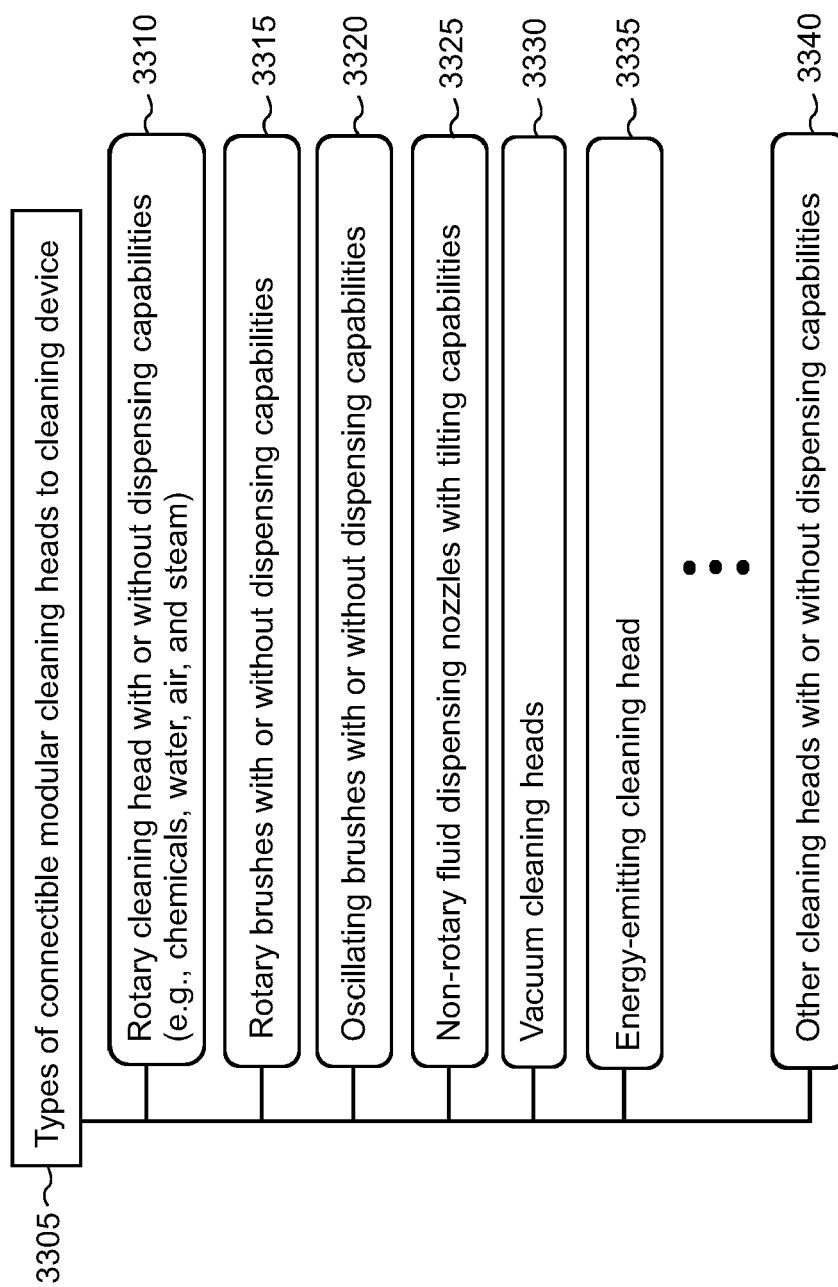 3305
Types of connectible modular cleaning heads to cleaning device
Rotary cleaning head with or without dispensing capabilities
(e.g., chemicals, water, air, and steam)
3310
Rotary brushes with or without dispensing capabilities
3315
Oscillating brushes with or without dispensing capabilities
3320
Non-rotary fluid dispensing nozzles with tilting capabilities
3325
Vacuum cleaning heads
3330
Energy-emitting cleaning head
3335
Other cleaning heads with or without dispensing capabilities
3340